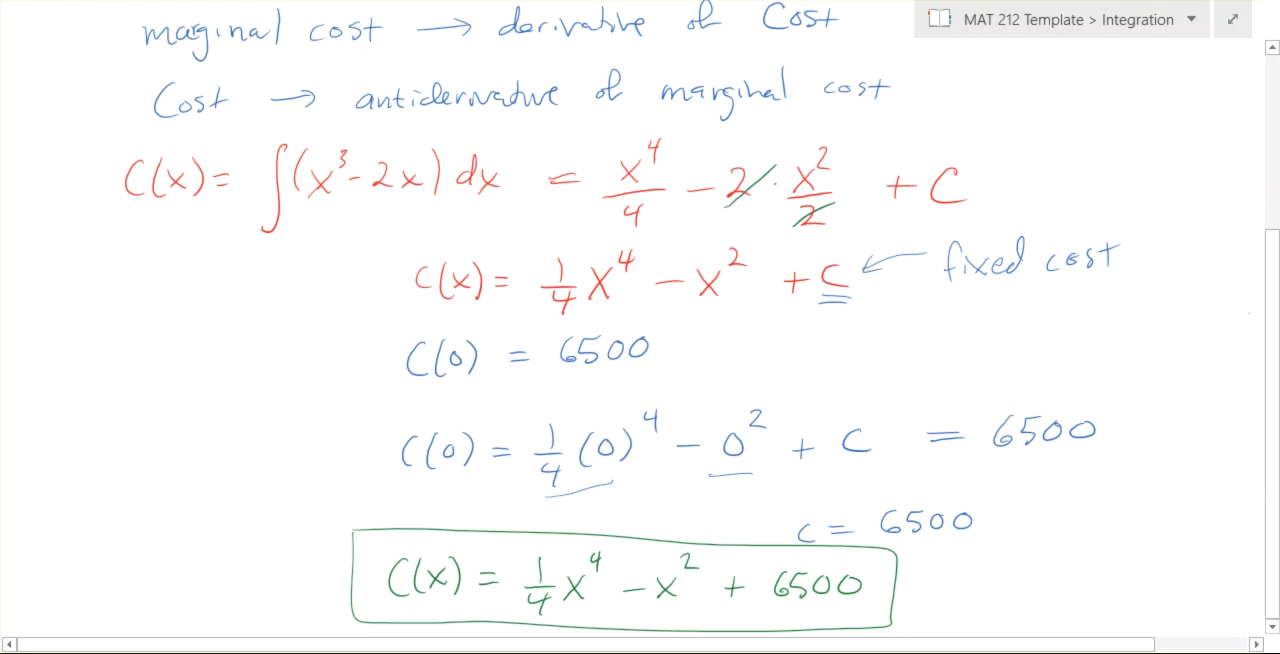 MAT 212 Template > Integration
marginal cost → derivative of Cost
Cost → antiderivative of marginal cost
C(x) = ∫(x³ - 2x) dx = x⁴/4 - 2 · x²/2 + C
C(x) = 1/4 x⁴ - x² + C ← fixed cost
C(0) = 6500
C(0) = 1/4 (0)⁴ - 0² + C = 6500
C = 6500
C(x) = 1/4 x⁴ - x² + 6500